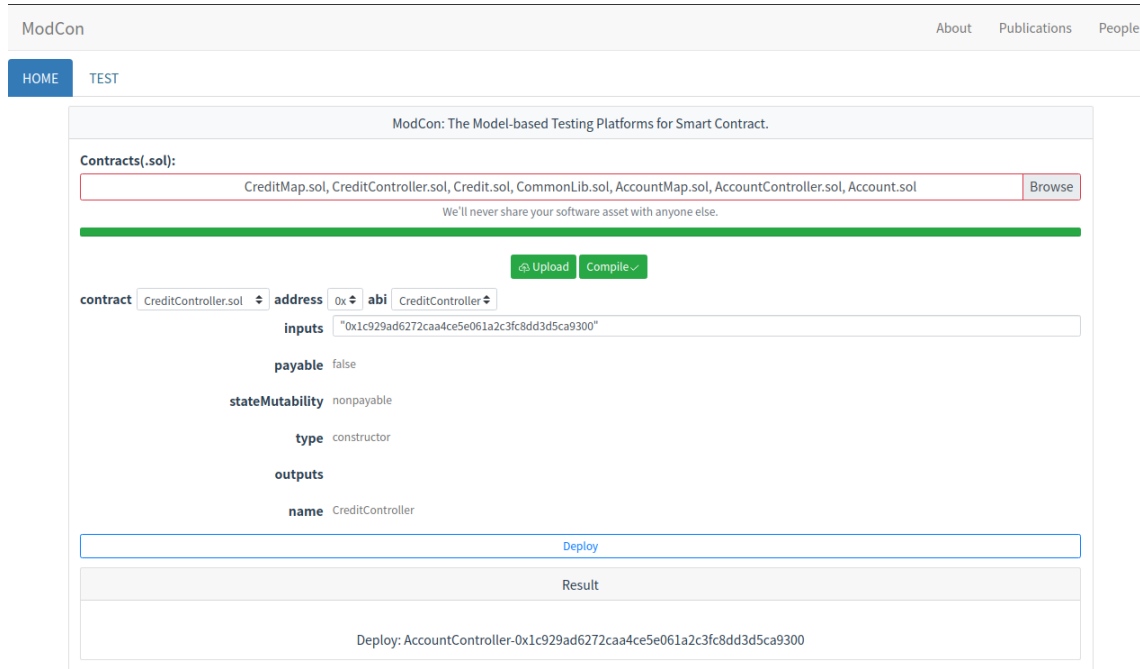 ModCon About Publications People
HOME TEST
ModCon: The Model-based Testing Platforms for Smart Contract.
Contracts(.sol):
CreditMap.sol, CreditController.sol, Credit.sol, CommonLib.sol, AccountMap.sol, AccountController.sol, Account.sol Browse
We'll never share your software asset with anyone else.
Upload Compile✓
contract CreditController.sol address 0x abi CreditController
inputs "0x1c929ad6272caa4ce5e061a2c3fc8dd3d5ca9300"
payable false
stateMutability nonpayable
type constructor
outputs
name CreditController
Deploy
Result
Deploy: AccountController-0x1c929ad6272caa4ce5e061a2c3fc8dd3d5ca9300